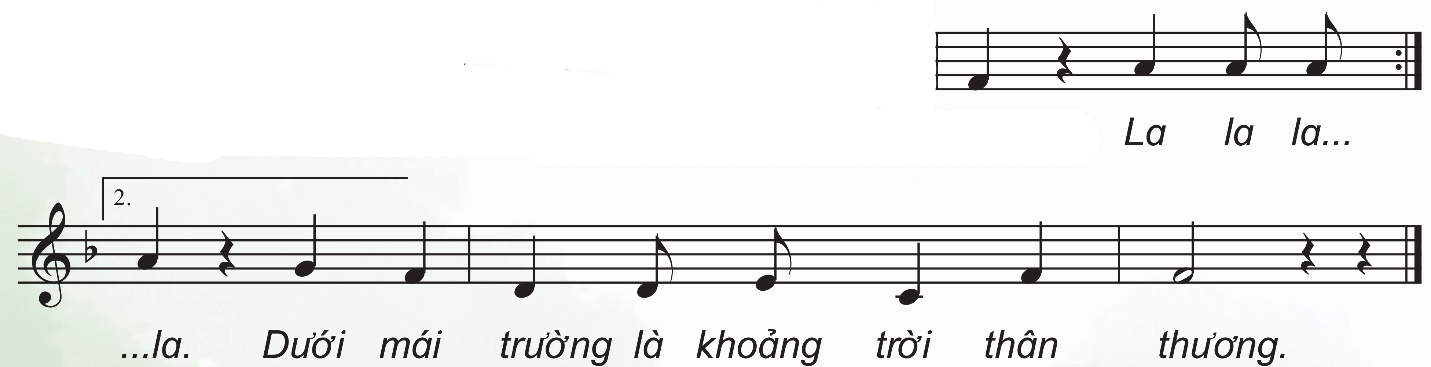 La la la...
2.
...la. Dưới mái trường là khoảng trời thân thương.